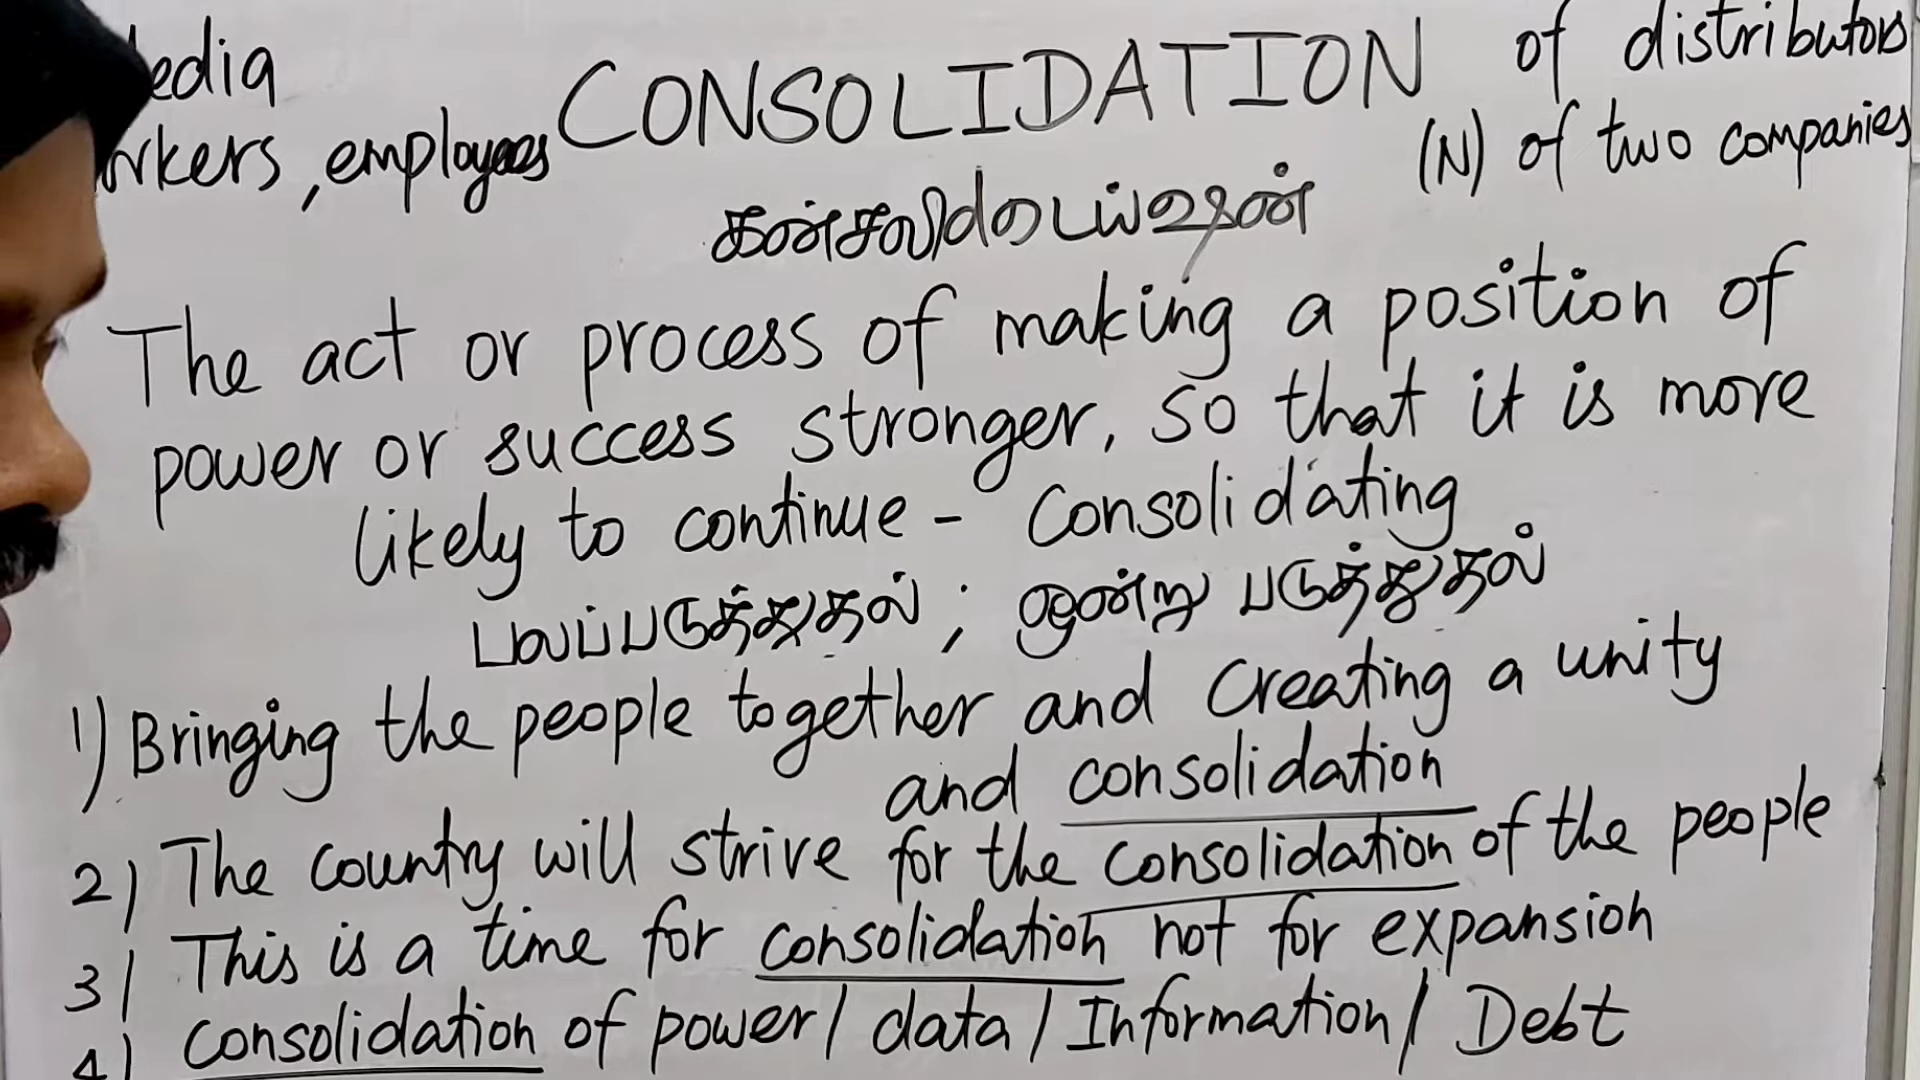 CONSOLIDATION of distributors
employees (N) of two companies
கன்சலிடெய்ஷன்
The act or process of making a position of
power or success stronger, so that it is more
likely to continue - Consolidating
பலப்படுத்துதல் ; ஒன்று படுத்துதல்
1) Bringing the people together and creating a unity
and consolidation
2) The country will strive for the consolidation of the people
3) This is a time for consolidation not for expansion
4) consolidation of power / data / Information / Debt